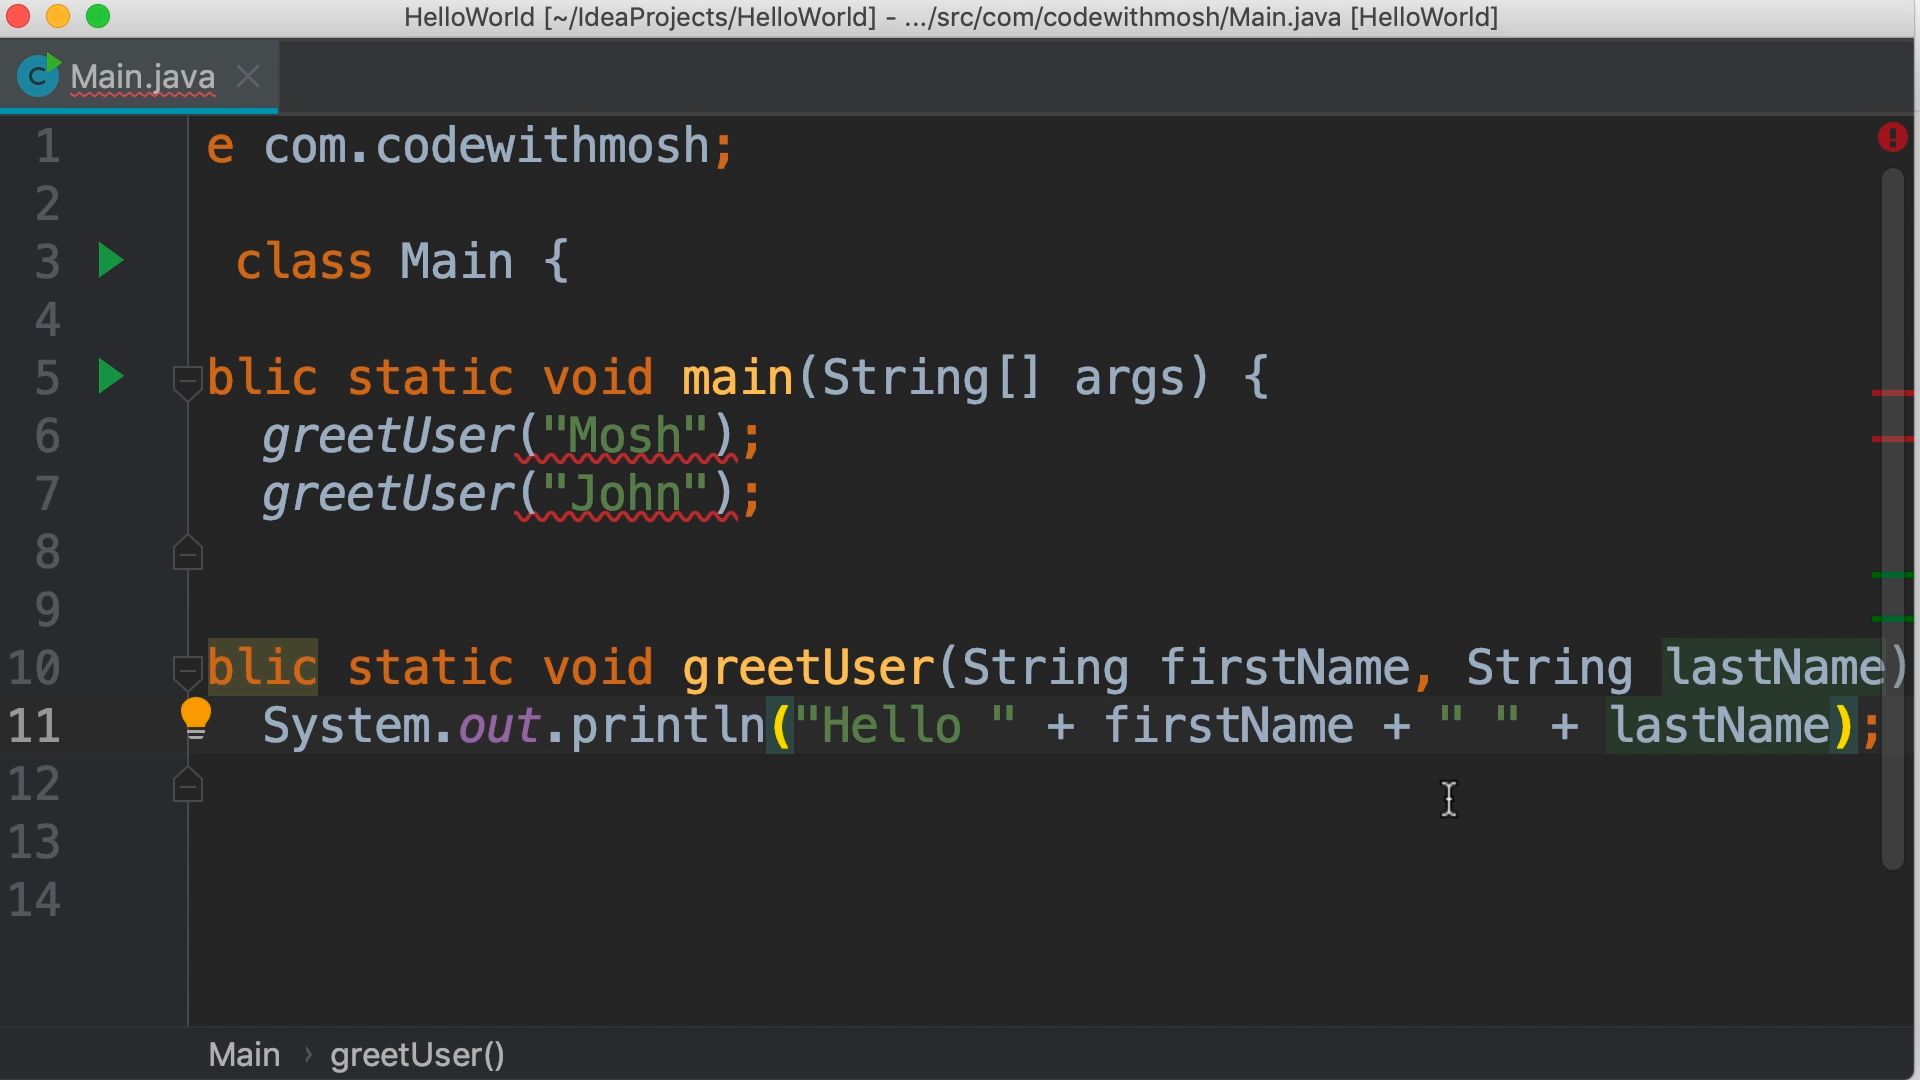 HelloWorld [~/IdeaProjects/HelloWorld] - .../src/com/codewithmosh/Main.java [HelloWorld]
C Main.java
1 e com.codewithmosh;
2
3 class Main {
4
5 blic static void main(String[] args) {
6 greetUser("Mosh");
7 greetUser("John");
8
9
10 blic static void greetUser(String firstName, String lastName)
11 System.out.println("Hello " + firstName + " " + lastName);
12
13
14
Main › greetUser()